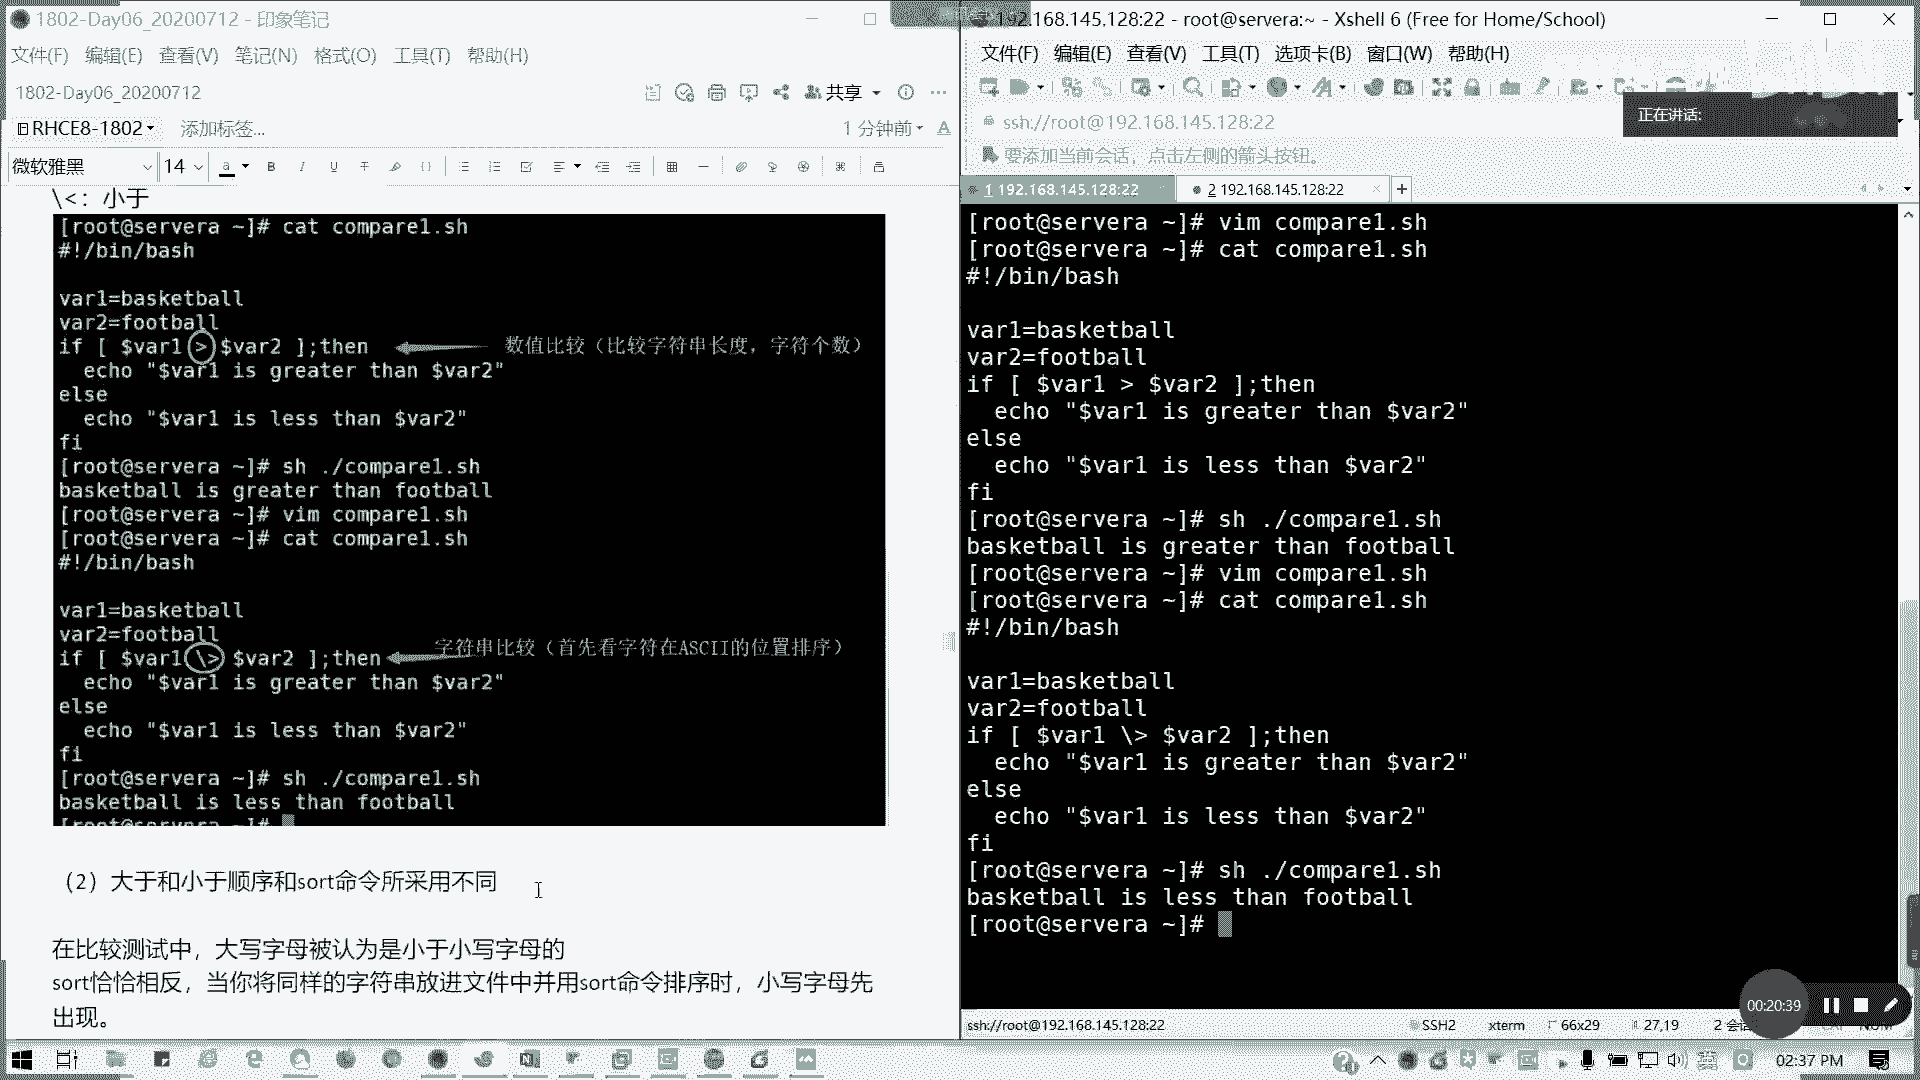 1802-Day06_20200712 - 印象笔记
文件(F) 编辑(E) 查看(V) 笔记(N) 格式(O) 工具(T) 帮助(H)
1802-Day06_20200712
共享
RHCE8-1802
添加标签...
1 分钟前
微软雅黑 14
\<：小于
[root@servera ~]# cat compare1.sh
#!/bin/bash
var1=basketball
var2=football
if [ $var1 > $var2 ];then
数值比较（比较字符串长度，字符个数）
echo "$var1 is greater than $var2"
else
echo "$var1 is less than $var2"
fi
[root@servera ~]# sh ./compare1.sh
basketball is greater than football
[root@servera ~]# vim compare1.sh
[root@servera ~]# cat compare1.sh
#!/bin/bash
var1=basketball
var2=football
if [ $var1 \> $var2 ];then
字符串比较（首先看字符在ASCII的位置排序）
echo "$var1 is greater than $var2"
else
echo "$var1 is less than $var2"
fi
[root@servera ~]# sh ./compare1.sh
basketball is less than football
[root@servera ~]#
（2）大于和小于顺序和sort命令所采用不同
在比较测试中，大写字母被认为是小于小写字母的
sort恰恰相反，当你将同样的字符串放进文件中并用sort命令排序时，小写字母先
出现。
192.168.145.128:22 - root@servera:~ - Xshell 6 (Free for Home/School)
文件(F) 编辑(E) 查看(V) 工具(T) 选项卡(B) 窗口(W) 帮助(H)
ssh://root@192.168.145.128:22
正在讲话:
要添加当前会话，点击左侧的箭头按钮。
1 192.168.145.128:22
2 192.168.145.128:22
[root@servera ~]# vim compare1.sh
[root@servera ~]# cat compare1.sh
#!/bin/bash
var1=basketball
var2=football
if [ $var1 > $var2 ];then
echo "$var1 is greater than $var2"
else
echo "$var1 is less than $var2"
fi
[root@servera ~]# sh ./compare1.sh
basketball is greater than football
[root@servera ~]# vim compare1.sh
[root@servera ~]# cat compare1.sh
#!/bin/bash
var1=basketball
var2=football
if [ $var1 \> $var2 ];then
echo "$var1 is greater than $var2"
else
echo "$var1 is less than $var2"
fi
[root@servera ~]# sh ./compare1.sh
basketball is less than football
[root@servera ~]#
00:20:39
ssh://root@192.168.145.128:22
SSH2 xterm 66x29 27,19 2 会
02:37 PM